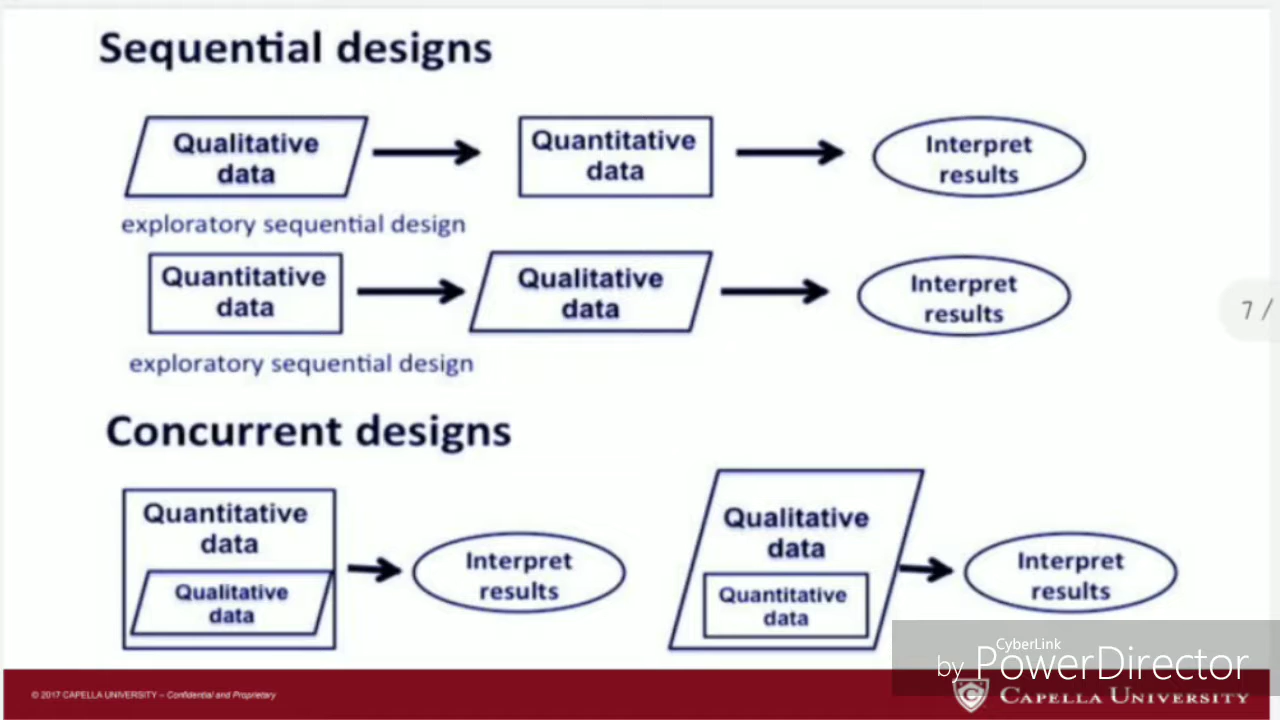 Sequential designs
Qualitative
data
Quantitative
data
Interpret
results
exploratory sequential design
Quantitative
data
Qualitative
data
Interpret
results
exploratory sequential design
7 /
Concurrent designs
Quantitative
data
Qualitative
data
Interpret
results
Qualitative
data
Quantitative
data
Interpret
results
CyberLink
by PowerDirector
© 2017 CAPELLA UNIVERSITY – Confidential and Proprietary
CAPELLA UNIVERSITY